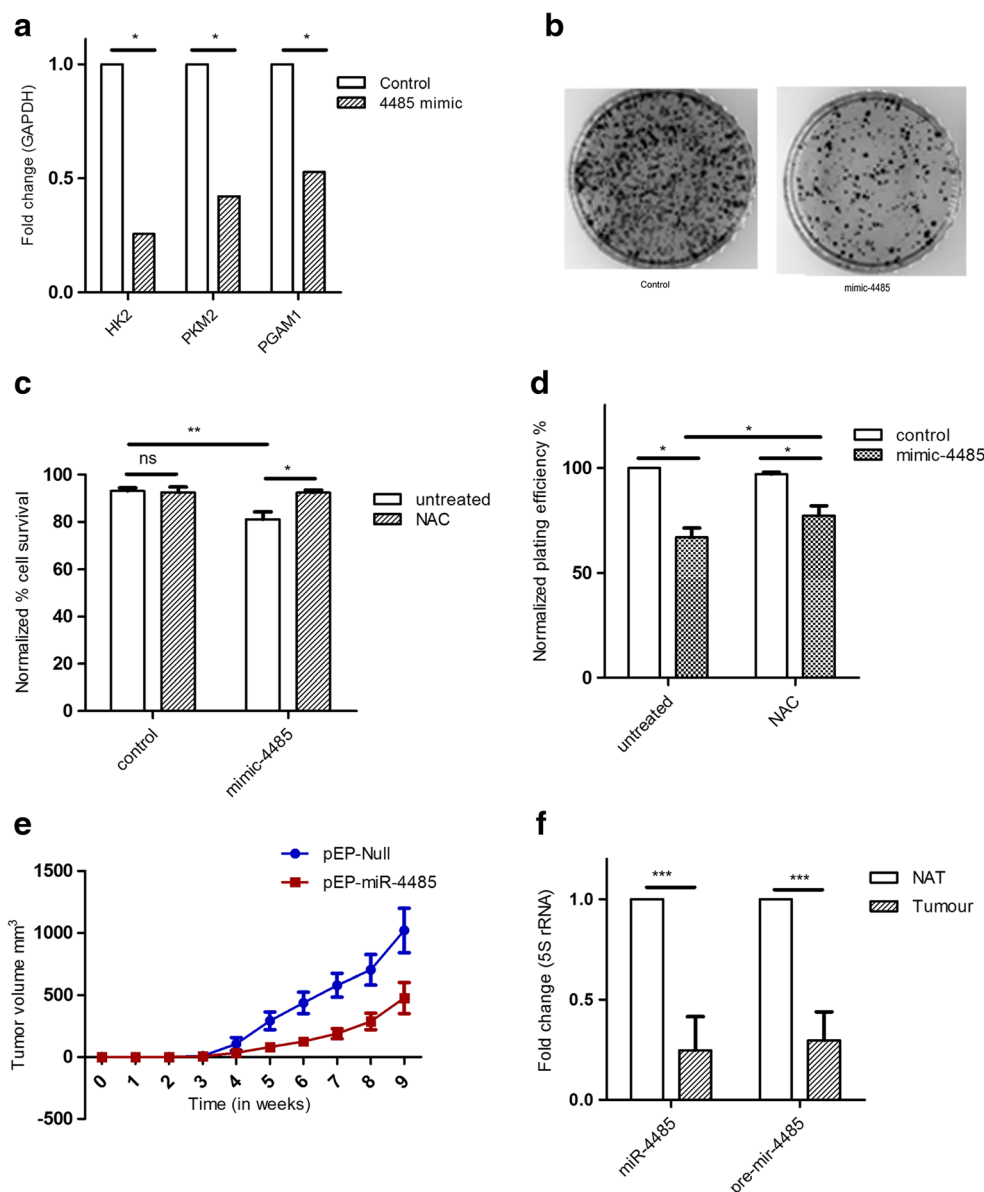 a
*
*
*
1.0
0.5
0.0
Fold change (GAPDH)
HK2
PKM2
PGAM1
Control
4485 mimic
b
Control
mimic-4485
c
**
ns
*
100
80
60
40
20
0
Normalized % cell survival
control
mimic-4485
untreated
NAC
d
*
*
*
100
50
0
Normalized plating efficiency %
untreated
NAC
control
mimic-4485
e
pEP-Null
pEP-miR-4485
1500
1000
500
0
-500
Tumor volume mm³
0 1 2 3 4 5 6 7 8 9
Time (in weeks)
f
***
***
1.0
0.5
0.0
Fold change (5S rRNA)
miR-4485
pre-mir-4485
NAT
Tumour